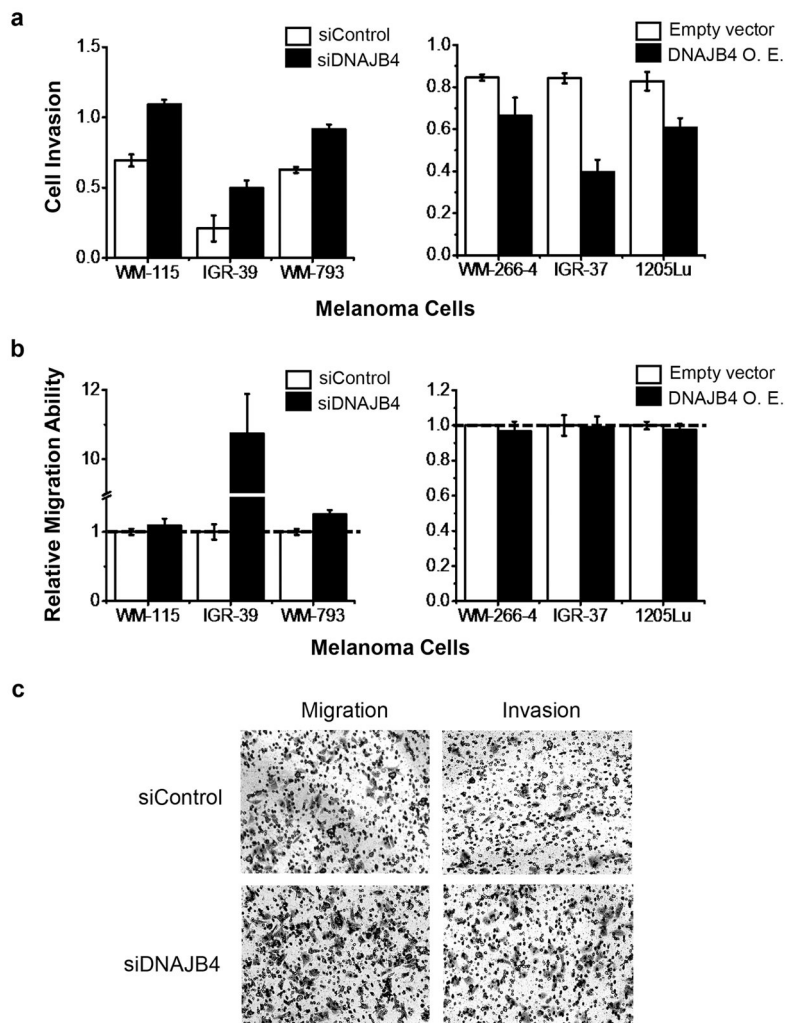 a
siControl
siDNAJB4
Empty vector
DNAJB4 O. E.
Cell Invasion
1.5
1.0
0.5
0.0
WM-115 IGR-39 WM-793
1.0
0.8
0.6
0.4
0.2
0.0
WM-266-4 IGR-37 1205Lu
Melanoma Cells
b
siControl
siDNAJB4
Empty vector
DNAJB4 O. E.
Relative Migration Ability
12
10
1
0
WM-115 IGR-39 WM-793
1.2
1.0
0.8
0.6
0.4
0.2
0.0
WM-266-4 IGR-37 1205Lu
Melanoma Cells
c
Migration Invasion
siControl
siDNAJB4